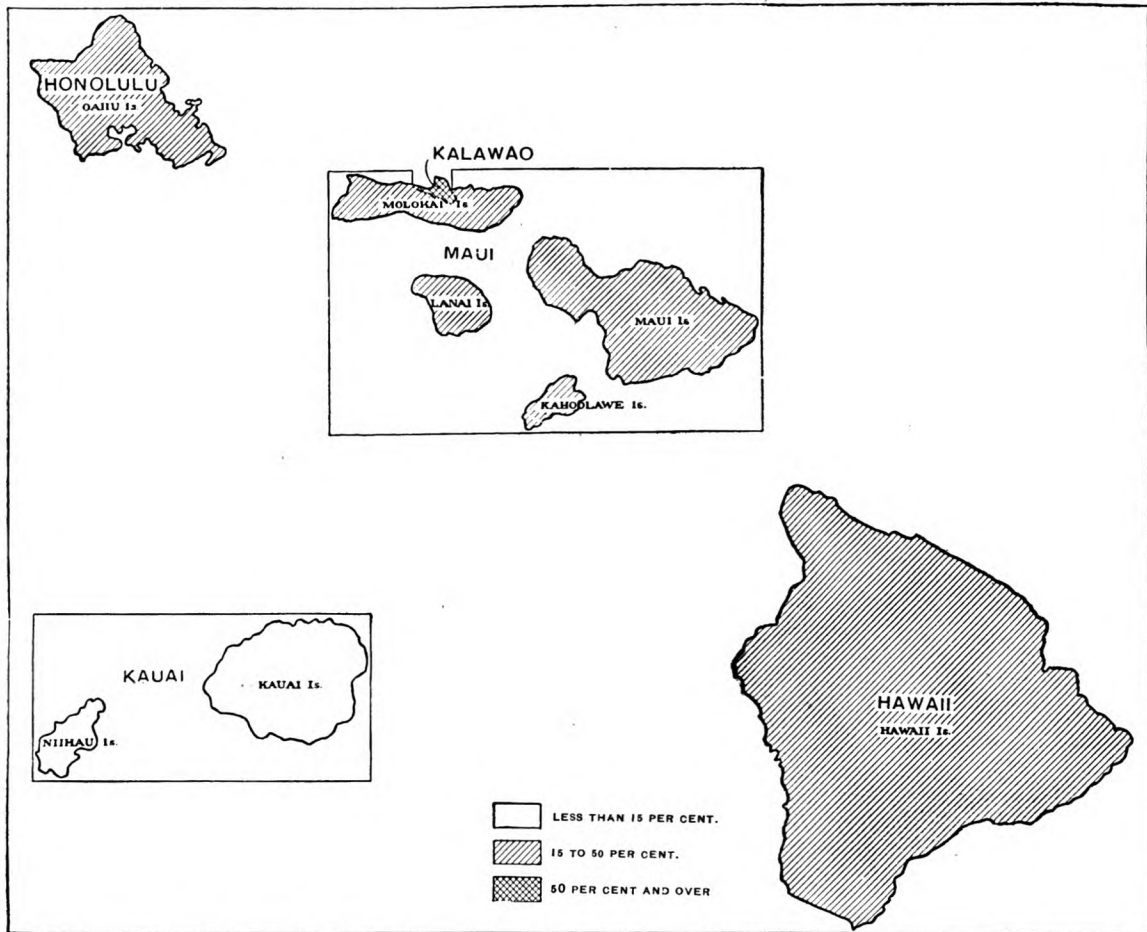 HONOLULU
OAHU Is.
KALAWAO
MOLOKAI Is
MAUI
LANAI Is.
MAUI Is.
KAHOOLAWE Is.
KAUAI
KAUAI Is.
NIIHAU Is.
HAWAII
HAWAII Is.
LESS THAN 15 PER CENT.
15 TO 50 PER CENT.
50 PER CENT AND OVER